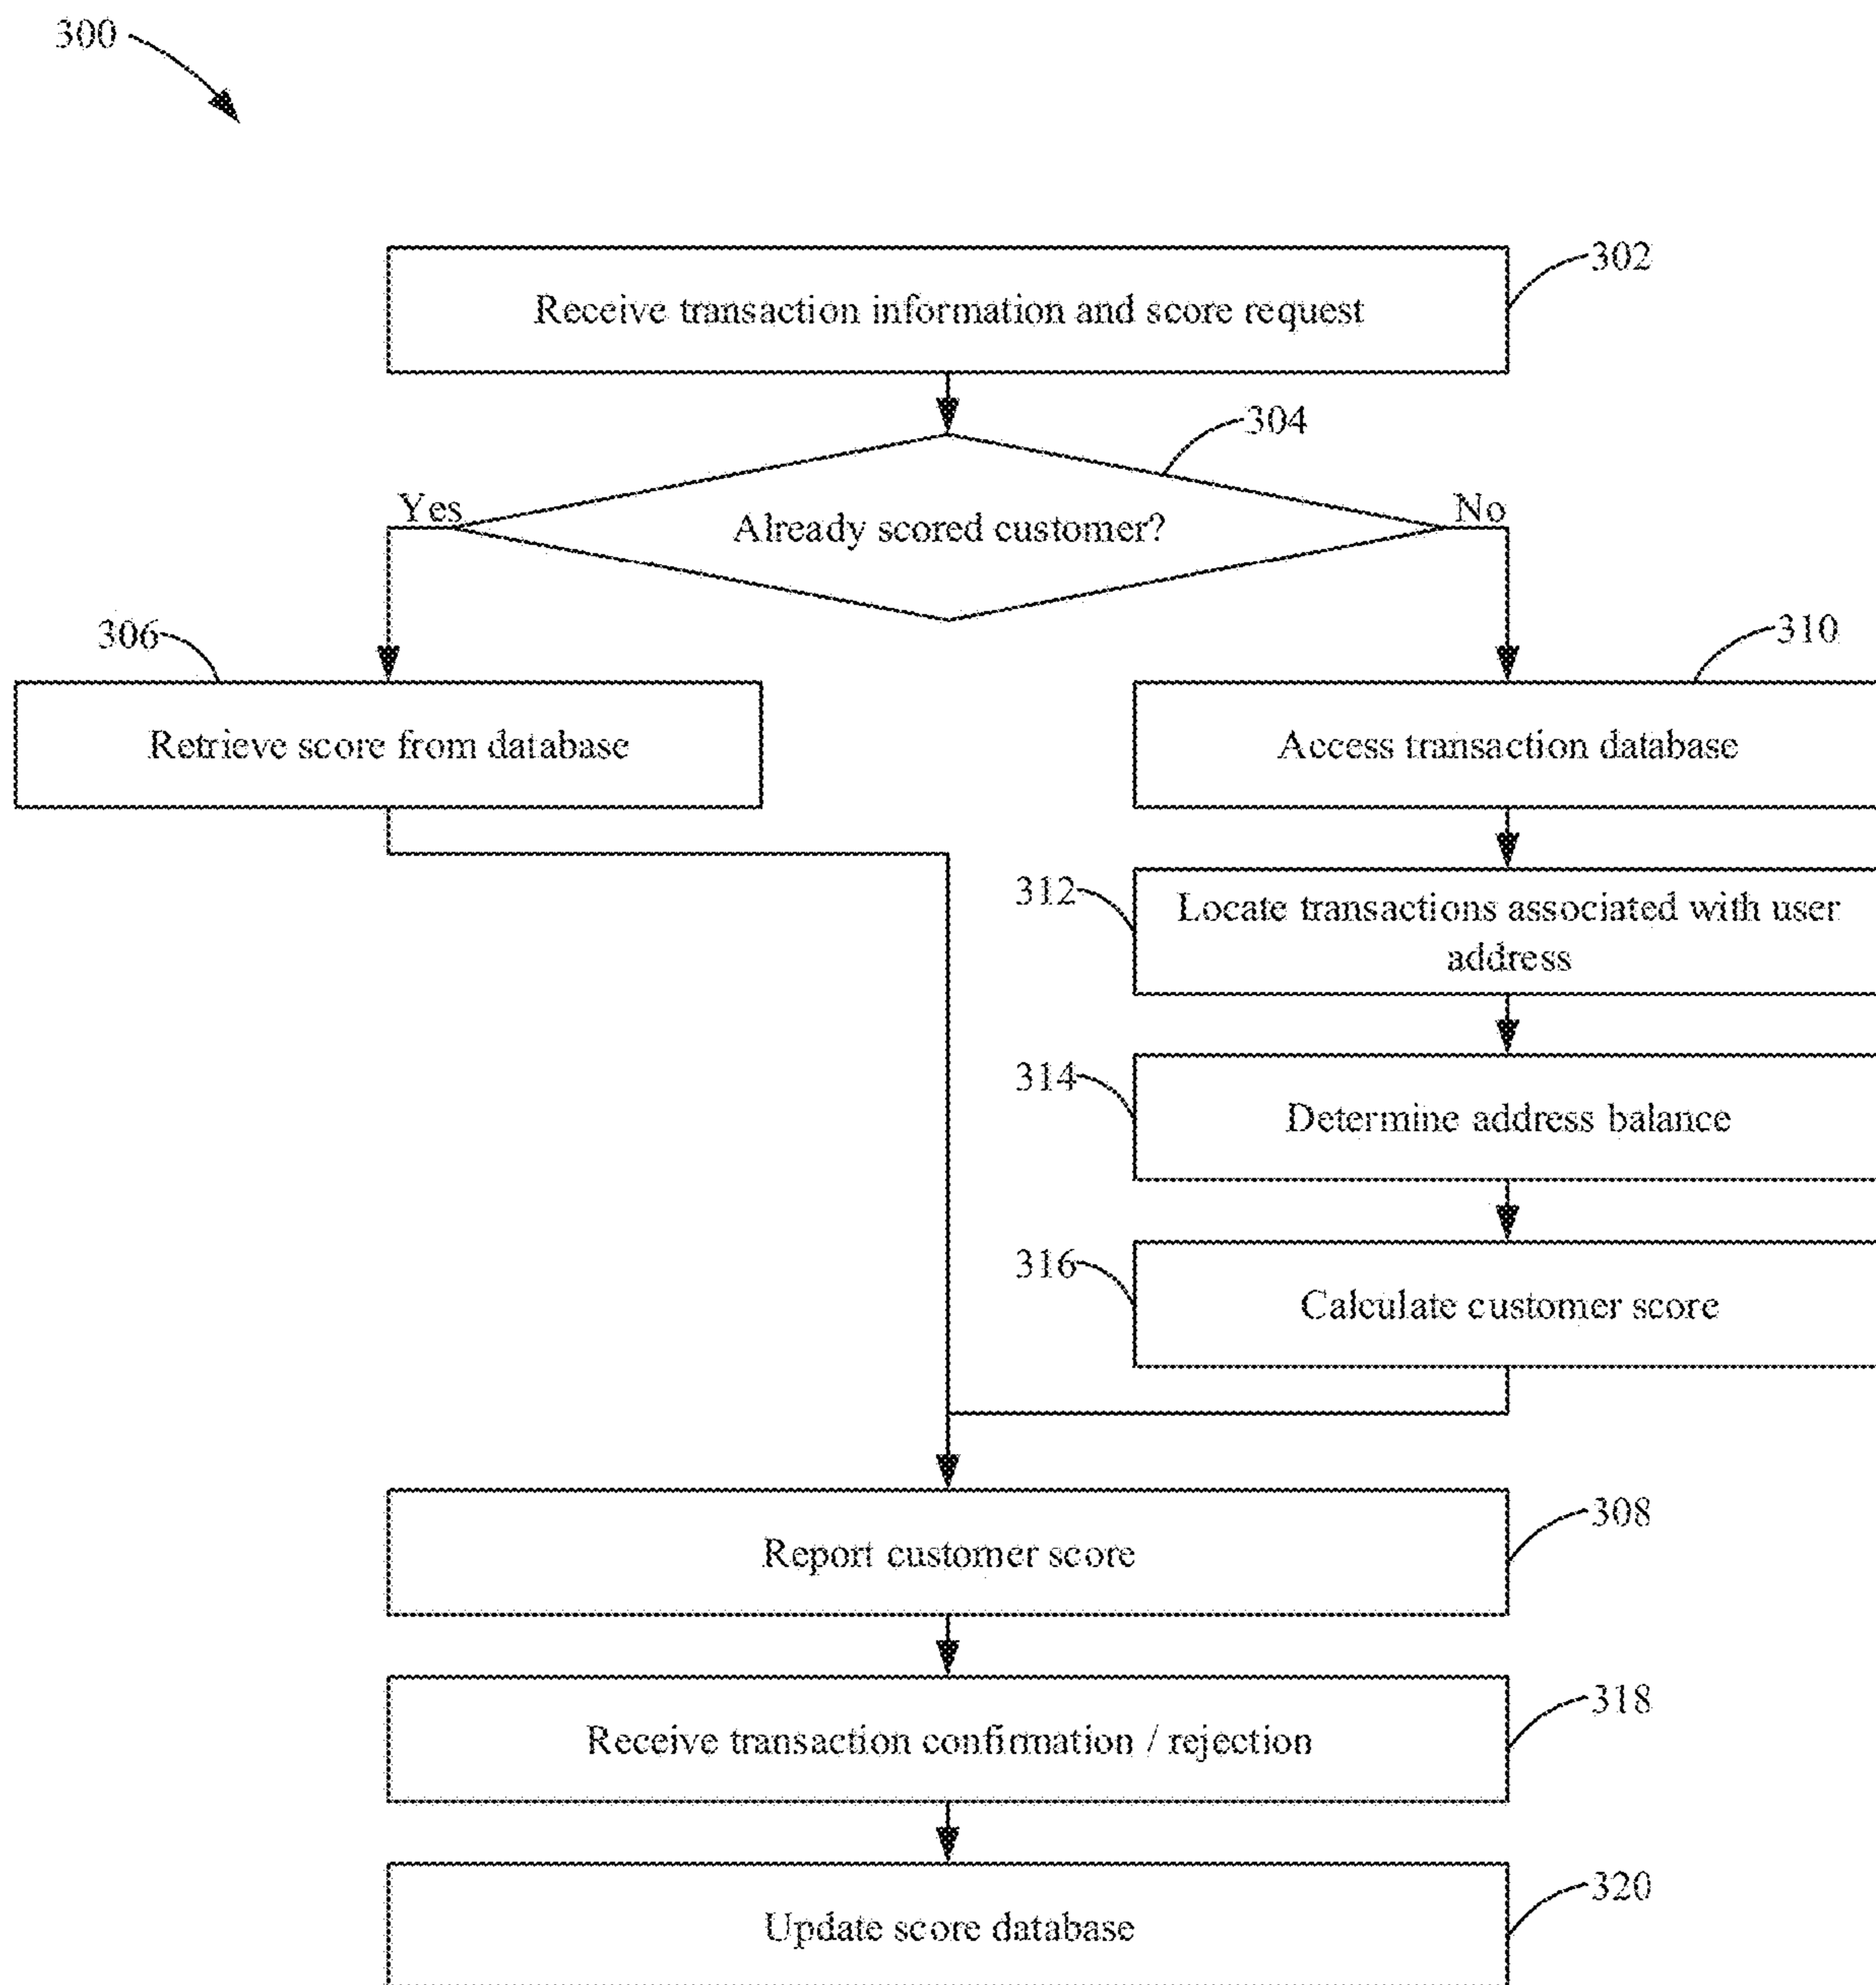 300
302
Receive transaction information and score request
304
Yes
No
Already scored customer?
306
310
Retrieve score from database
Access transaction database
312
Locate transactions associated with user
address
314
Determine address balance
316
Calculate customer score
308
Report customer score
318
Receive transaction confirmation / rejection
320
Update score database